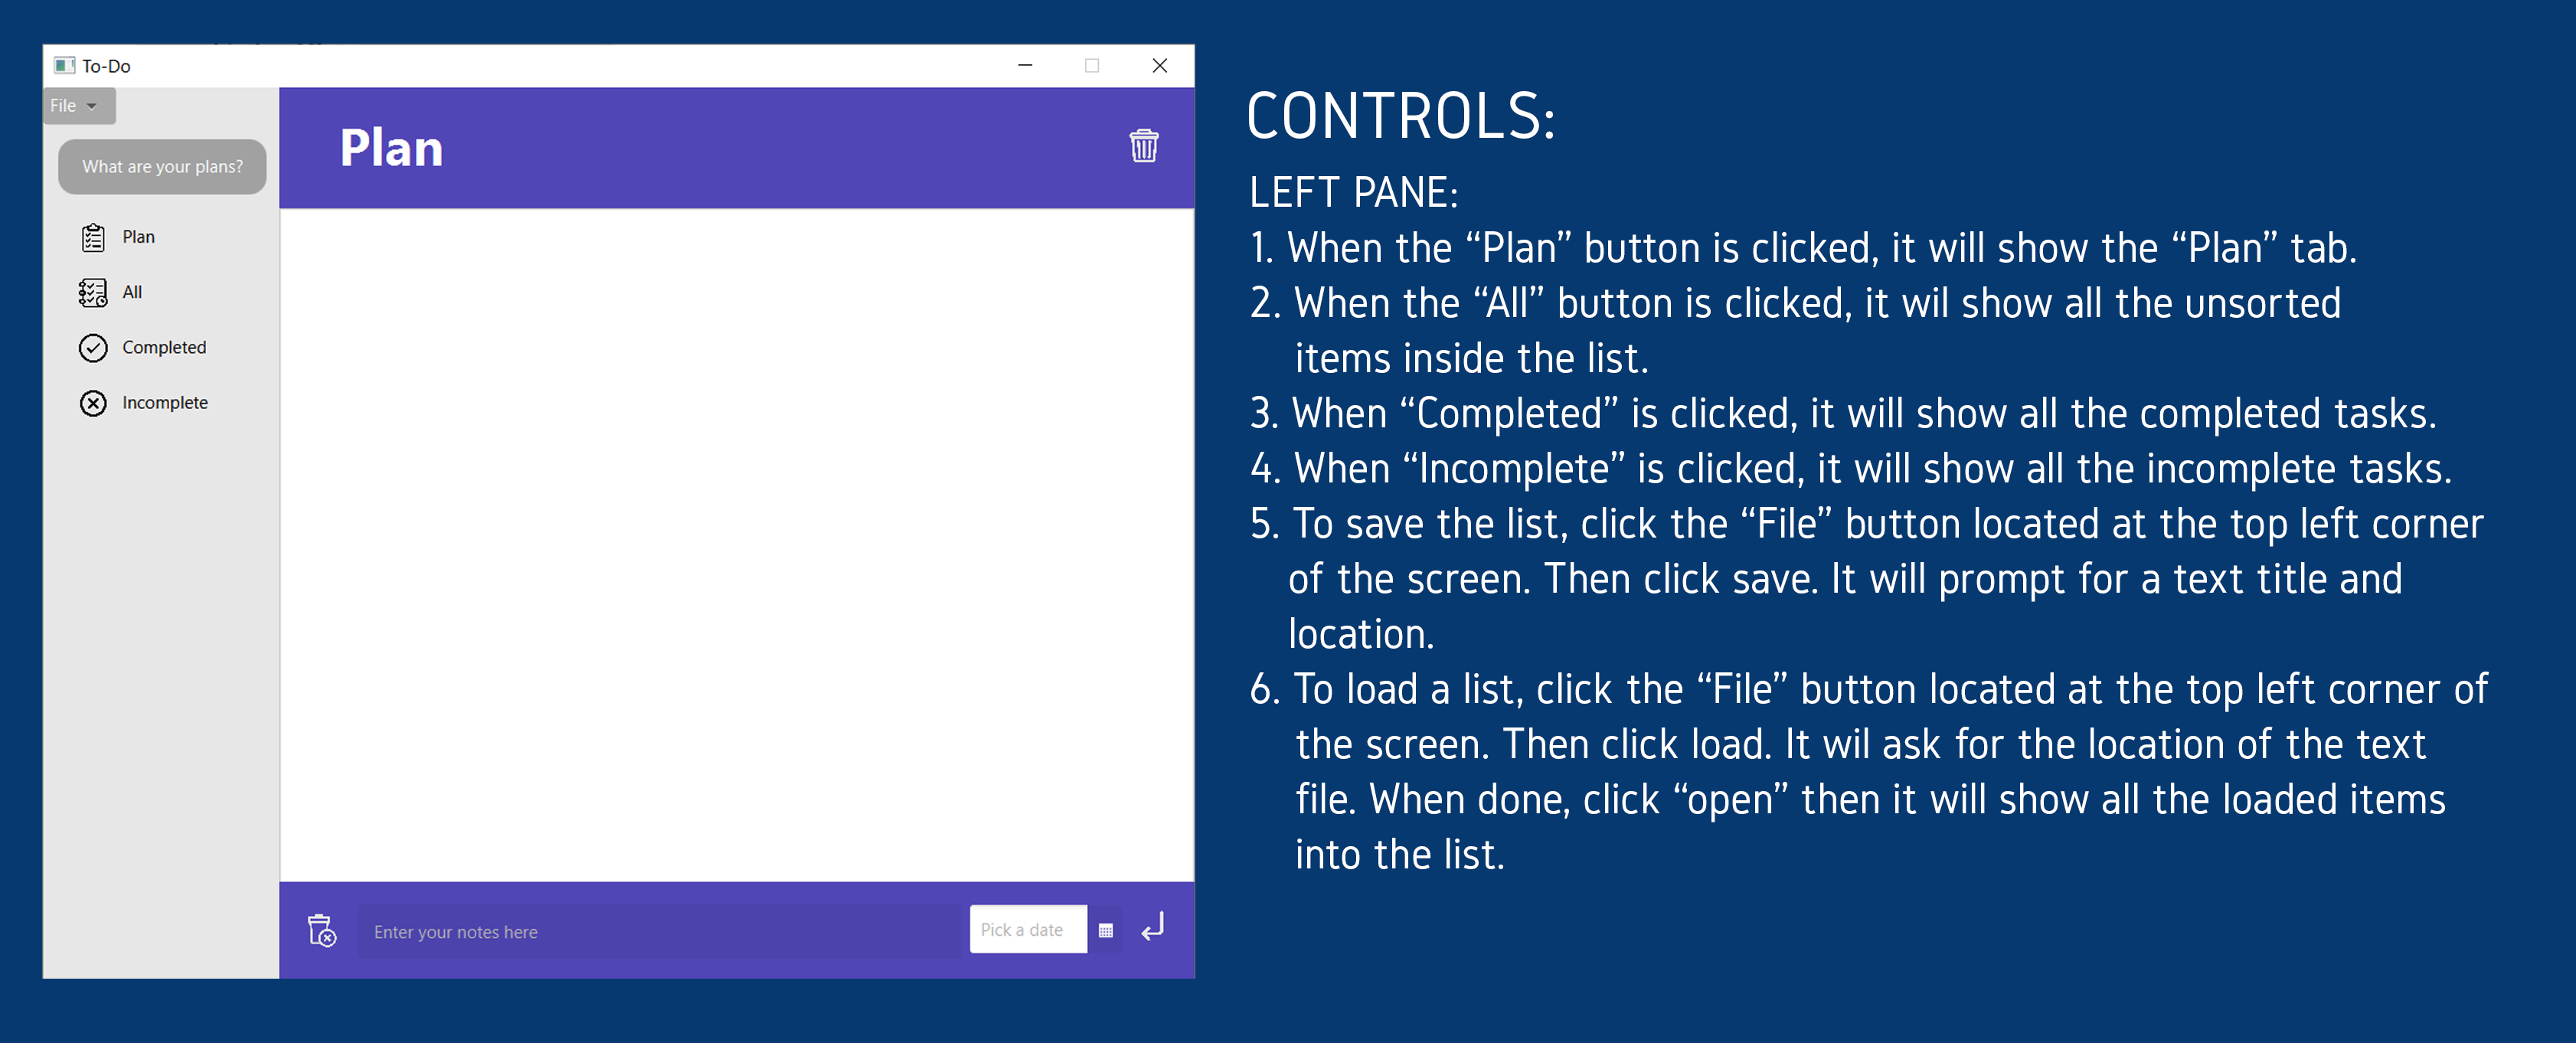 To-Do
File
What are your plans?
Plan
All
Completed
Incomplete
Plan
Enter your notes here
Pick a date
CONTROLS:
LEFT PANE:
1. When the “Plan” button is clicked, it will show the “Plan” tab.
2. When the “All” button is clicked, it wil show all the unsorted
items inside the list.
3. When “Completed” is clicked, it will show all the completed tasks.
4. When “Incomplete” is clicked, it will show all the incomplete tasks.
5. To save the list, click the “File” button located at the top left corner
of the screen. Then click save. It will prompt for a text title and
location.
6. To load a list, click the “File” button located at the top left corner of
the screen. Then click load. It wil ask for the location of the text
file. When done, click “open” then it will show all the loaded items
into the list.